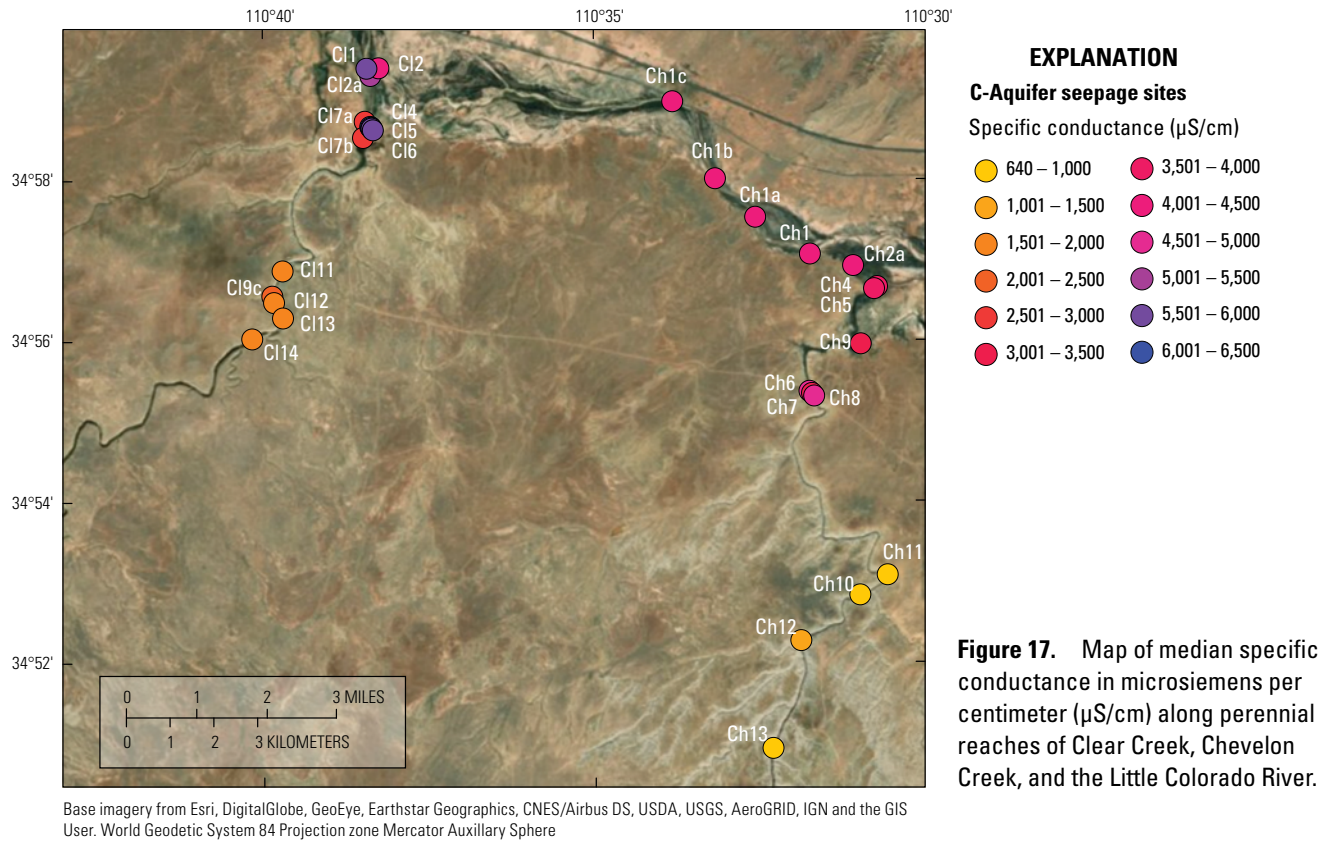 110°40'
110°35'
110°30'
34°58'
34°56'
34°54'
34°52'
Cl1
Cl2
Cl2a
Cl7a
Cl4
Cl5
Cl7b
Cl6
Ch1c
Ch1b
Ch1a
Ch1
Ch2a
Ch4
Ch5
Cl11
Cl9c
Cl12
Cl13
Cl14
Ch9
Ch6
Ch7
Ch8
Ch11
Ch10
Ch12
Ch13
0 1 2 3 MILES
0 1 2 3 KILOMETERS
Base imagery from Esri, DigitalGlobe, GeoEye, Earthstar Geographics, CNES/Airbus DS, USDA, USGS, AeroGRID, IGN and the GIS
User. World Geodetic System 84 Projection zone Mercator Auxillary Sphere
EXPLANATION
C-Aquifer seepage sites
Specific conductance (µS/cm)
640 – 1,000
1,001 – 1,500
1,501 – 2,000
2,001 – 2,500
2,501 – 3,000
3,001 – 3,500
3,501 – 4,000
4,001 – 4,500
4,501 – 5,000
5,001 – 5,500
5,501 – 6,000
6,001 – 6,500
Figure 17. Map of median specific
conductance in microsiemens per
centimeter (µS/cm) along perennial
reaches of Clear Creek, Chevelon
Creek, and the Little Colorado River.